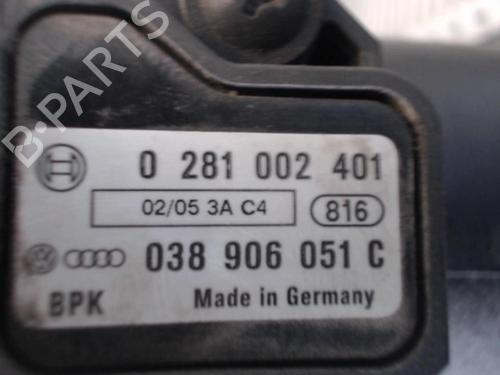 B-PARTS
0 281 002 401
02/05 3A C4 816
038 906 051 C
BPK Made in Germany